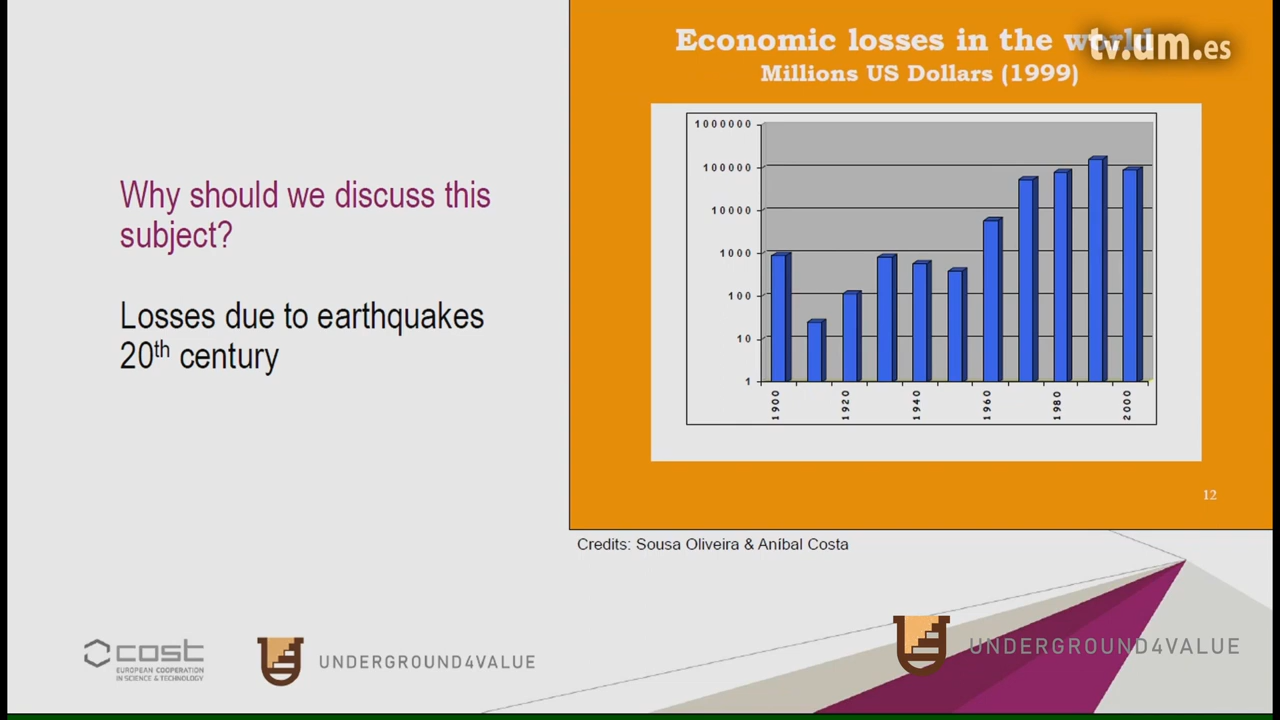 Economic losses in the world
Millions US Dollars (1999)
tv.um.es
Why should we discuss this
subject?
Losses due to earthquakes
20th century
1000000
100000
10000
1000
100
10
1
1900
1920
1940
1960
1980
2000
12
Credits: Sousa Oliveira & Aníbal Costa
cost
EUROPEAN COOPERATION
IN SCIENCE & TECHNOLOGY
UNDERGROUND4VALUE
UNDERGROUND4VALUE